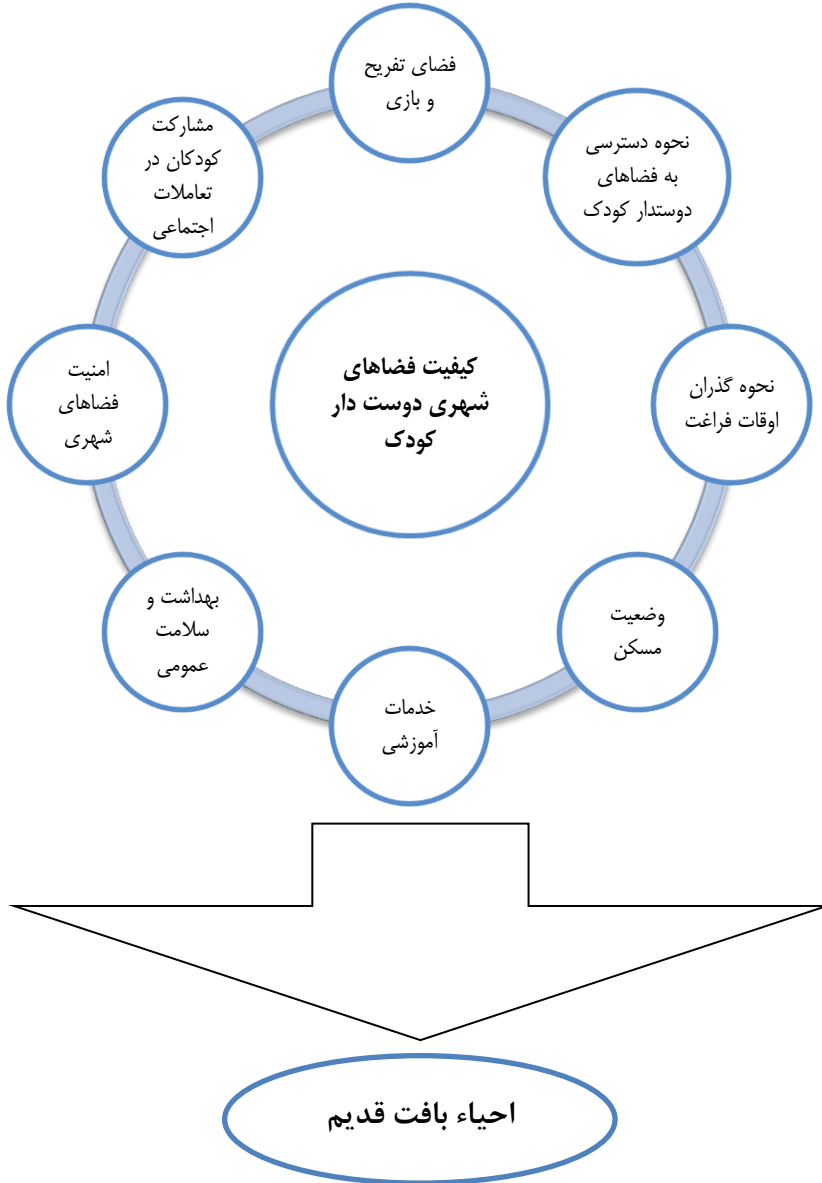 فضای تفریح
و بازی
نحوه دسترسی
به فضاهای
دوستدار کودک
نحوه گذران
اوقات فراغت
وضعیت
مسکن
خدمات
آموزشی
بهداشت و
سلامت
عمومی
امنیت
فضاهای
شهری
مشارکت
کودکان در
تعاملات
اجتماعی
کیفیت فضاهای
شهری دوست دار
کودک
احیاء بافت قدیم